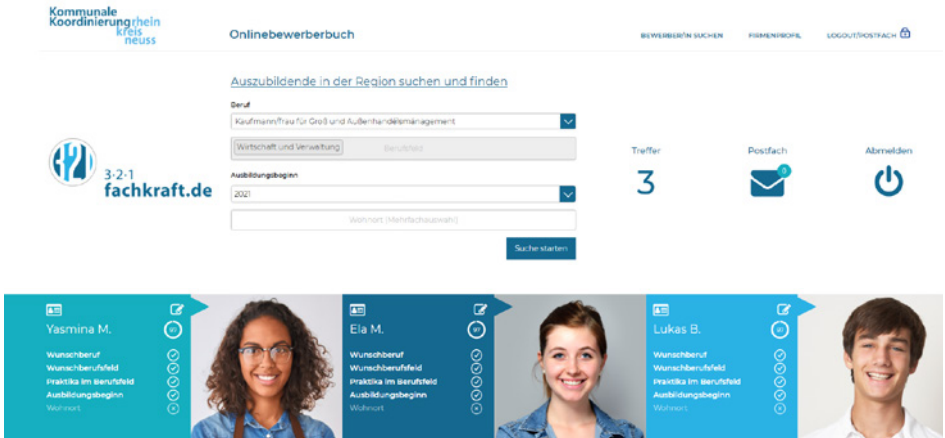 Kommunale
Koordinierung rhein
kreis
neuss
Onlinebewerberbuch
BEWERBER/IN SUCHEN
FIRMENPROFIL
LOGOUT/POSTFACH
Auszubildende in der Region suchen und finden
Beruf
Kaufmann/frau für Groß und Außenhandelsmanagement
Wirtschaft und Verwaltung
Berufsfeld
Ausbildungsbeginn
2021
Wohnort (Mehrfachauswahl)
Suche starten
321
3·2·1
fachkraft.de
Treffer
3
Postfach
0
Abmelden
Yasmina M.
Wunschberuf
Wunschberufsfeld
Praktika im Berufsfeld
Ausbildungsbeginn
Wohnort
Ela M.
Wunschberuf
Wunschberufsfeld
Praktika im Berufsfeld
Ausbildungsbeginn
Wohnort
Lukas B.
Wunschberuf
Wunschberufsfeld
Praktika im Berufsfeld
Ausbildungsbeginn
Wohnort